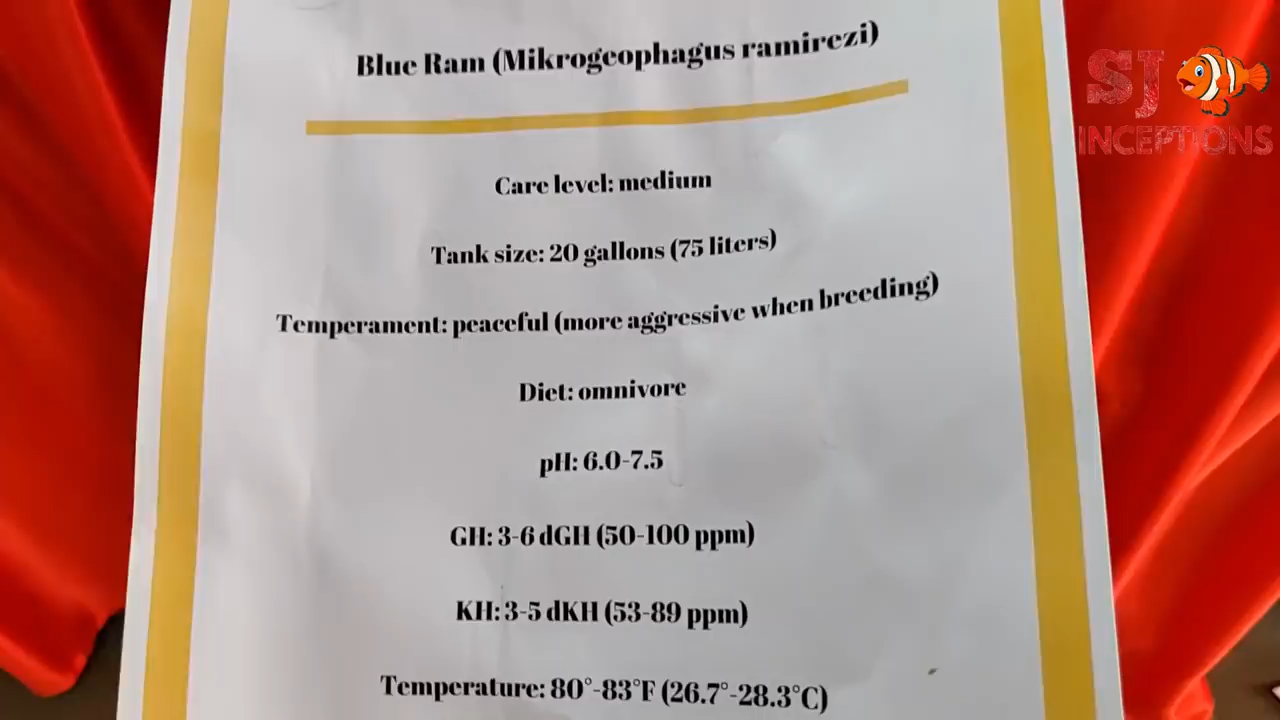 Blue Ram (Mikrogeophagus ramirezi)
SJ
INCEPTIONS
Care level: medium
Tank size: 20 gallons (75 liters)
Temperament: peaceful (more aggressive when breeding)
Diet: omnivore
pH: 6.0-7.5
GH: 3-6 dGH (50-100 ppm)
KH: 3-5 dKH (53-89 ppm)
Temperature: 80°-83°F (26.7°-28.3°C)